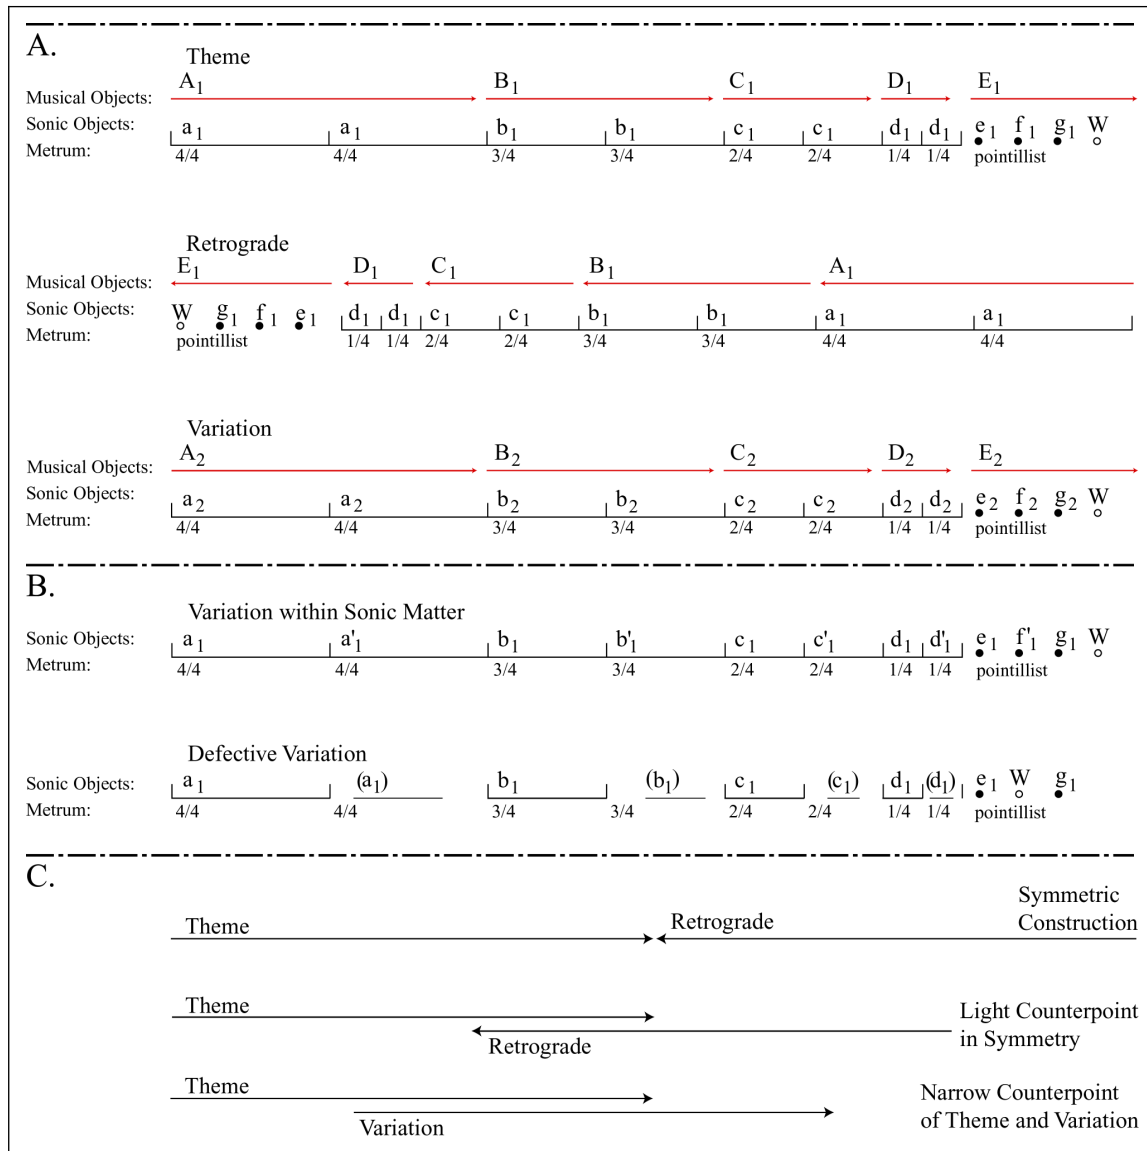 A.
Theme
Musical Objects: A₁ B₁ C₁ D₁ E₁
Sonic Objects: a₁ a₁ b₁ b₁ c₁ c₁ d₁ d₁ e₁ f₁ g₁ W
Metrum: 4/4 4/4 3/4 3/4 2/4 2/4 1/4 1/4 pointillist
Retrograde
Musical Objects: E₁ D₁ C₁ B₁ A₁
Sonic Objects: W g₁ f₁ e₁ d₁ d₁ c₁ c₁ b₁ b₁ a₁ a₁
Metrum: pointillist 1/4 1/4 2/4 2/4 3/4 3/4 4/4 4/4
Variation
Musical Objects: A₂ B₂ C₂ D₂ E₂
Sonic Objects: a₂ a₂ b₂ b₂ c₂ c₂ d₂ d₂ e₂ f₂ g₂ W
Metrum: 4/4 4/4 3/4 3/4 2/4 2/4 1/4 1/4 pointillist
B.
Variation within Sonic Matter
Sonic Objects: a₁ a'₁ b₁ b'₁ c₁ c'₁ d₁ d'₁ e₁ f'₁ g₁ W
Metrum: 4/4 4/4 3/4 3/4 2/4 2/4 1/4 1/4 pointillist
Defective Variation
Sonic Objects: a₁ (a₁) b₁ (b₁) c₁ (c₁) d₁ (d₁) e₁ W g₁
Metrum: 4/4 4/4 3/4 3/4 2/4 2/4 1/4 1/4 pointillist
C.
Theme Retrograde
Symmetric
Construction
Theme
Retrograde
Light Counterpoint
in Symmetry
Theme
Variation
Narrow Counterpoint
of Theme and Variation